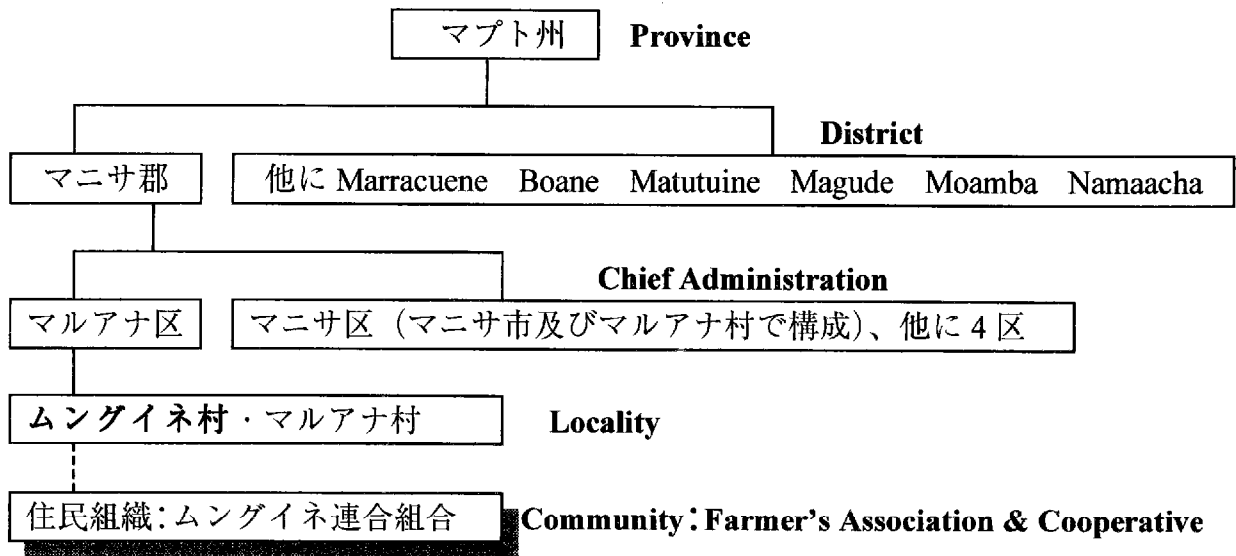 マプト州 Province
District
マニサ郡 他に Marracuene Boane Matutuine Magude Moamba Namaacha
Chief Administration
マルアナ区 マニサ区（マニサ市及びマルアナ村で構成）、他に4区
ムングイネ村・マルアナ村 Locality
住民組織：ムングイネ連合組合 Community：Farmer's Association & Cooperative